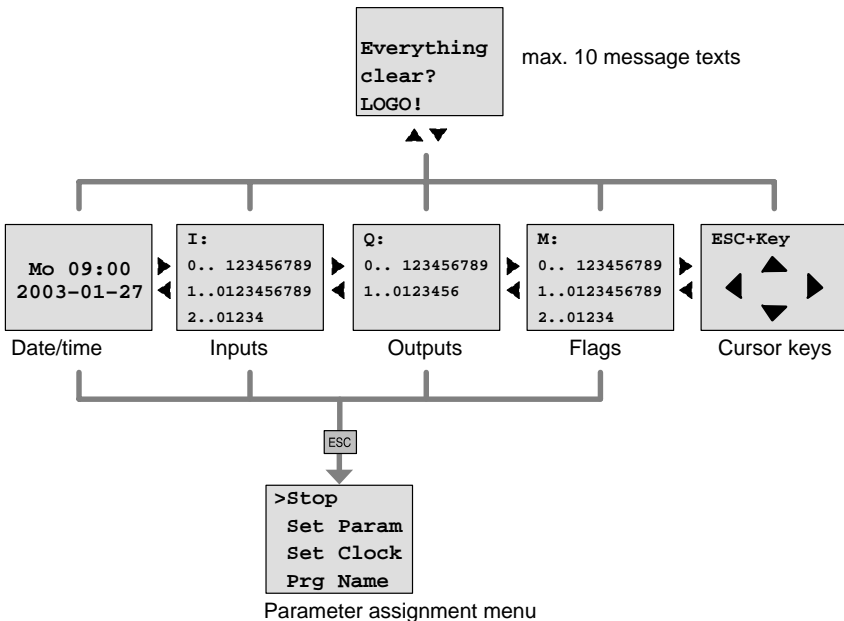 Everything
clear?
LOGO!
max. 10 message texts
Mo 09:00
2003-01-27
I:
0.. 123456789
1..0123456789
2..01234
Q:
0.. 123456789
1..0123456
M:
0.. 123456789
1..0123456789
2..01234
ESC+Key
Date/time
Inputs
Outputs
Flags
Cursor keys
ESC
>Stop
Set Param
Set Clock
Prg Name
Parameter assignment menu